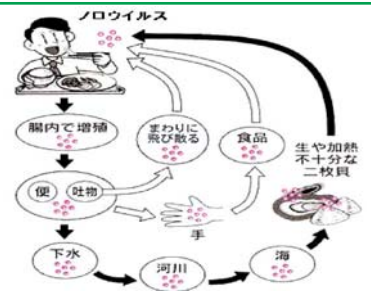 ノロウイルス
腸内で増殖
まわりに
飛び散る
食品
生や加熱
不十分な
二枚貝
便
吐物
手
下水
河川
海